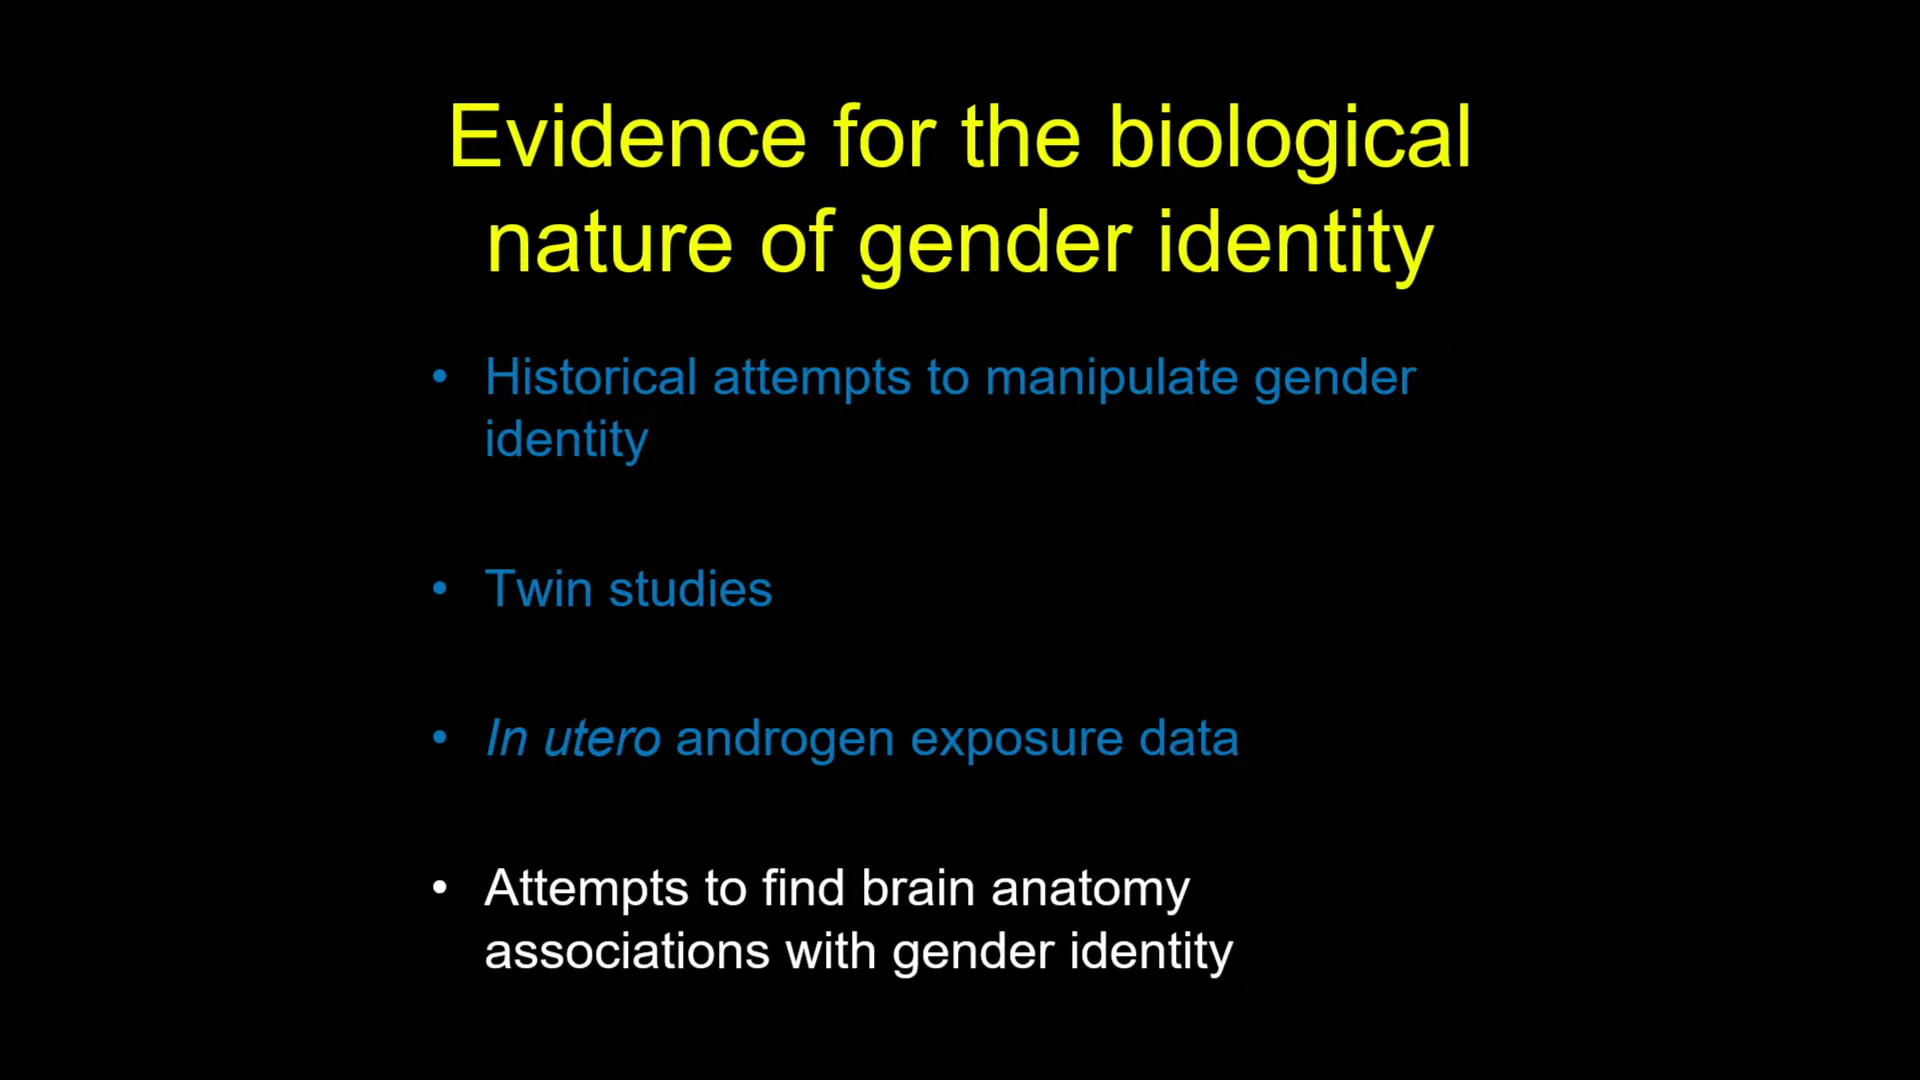 Evidence for the biological
nature of gender identity
• Historical attempts to manipulate gender
identity
• Twin studies
• In utero androgen exposure data
• Attempts to find brain anatomy
associations with gender identity